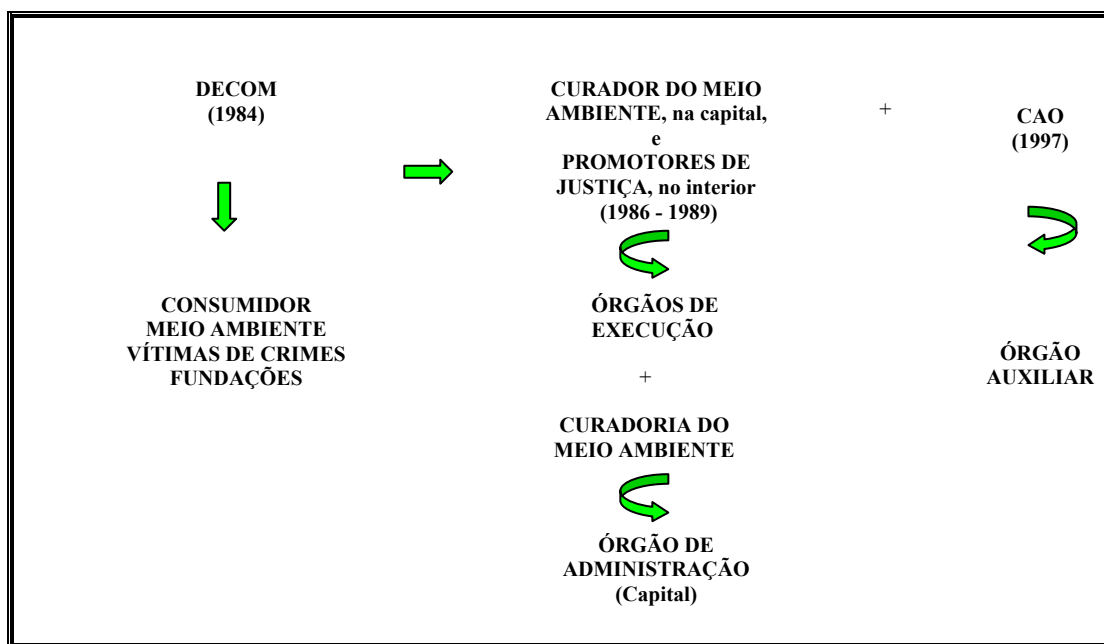 DECOM
(1984)
CONSUMIDOR
MEIO AMBIENTE
VÍTIMAS DE CRIMES
FUNDAÇÕES
CURADOR DO MEIO
AMBIENTE, na capital,
e
PROMOTORES DE
JUSTIÇA, no interior
(1986 - 1989)
ÓRGÃOS DE
EXECUÇÃO
+
CURADORIA DO
MEIO AMBIENTE
ÓRGÃO DE
ADMINISTRAÇÃO
(Capital)
+
CAO
(1997)
ÓRGÃO
AUXILIAR